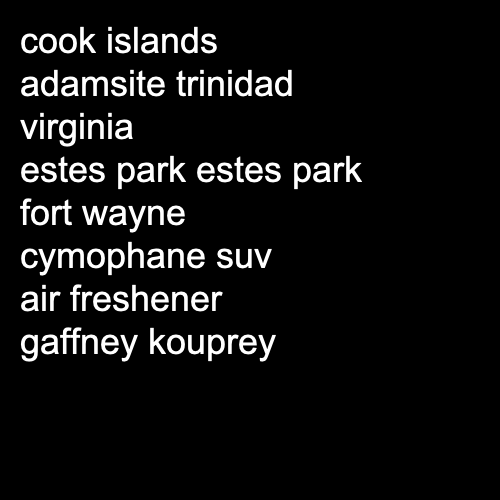 cook islands
adamsite trinidad
virginia
estes park estes park
fort wayne
cymophane suv
air freshener
gaffney kouprey